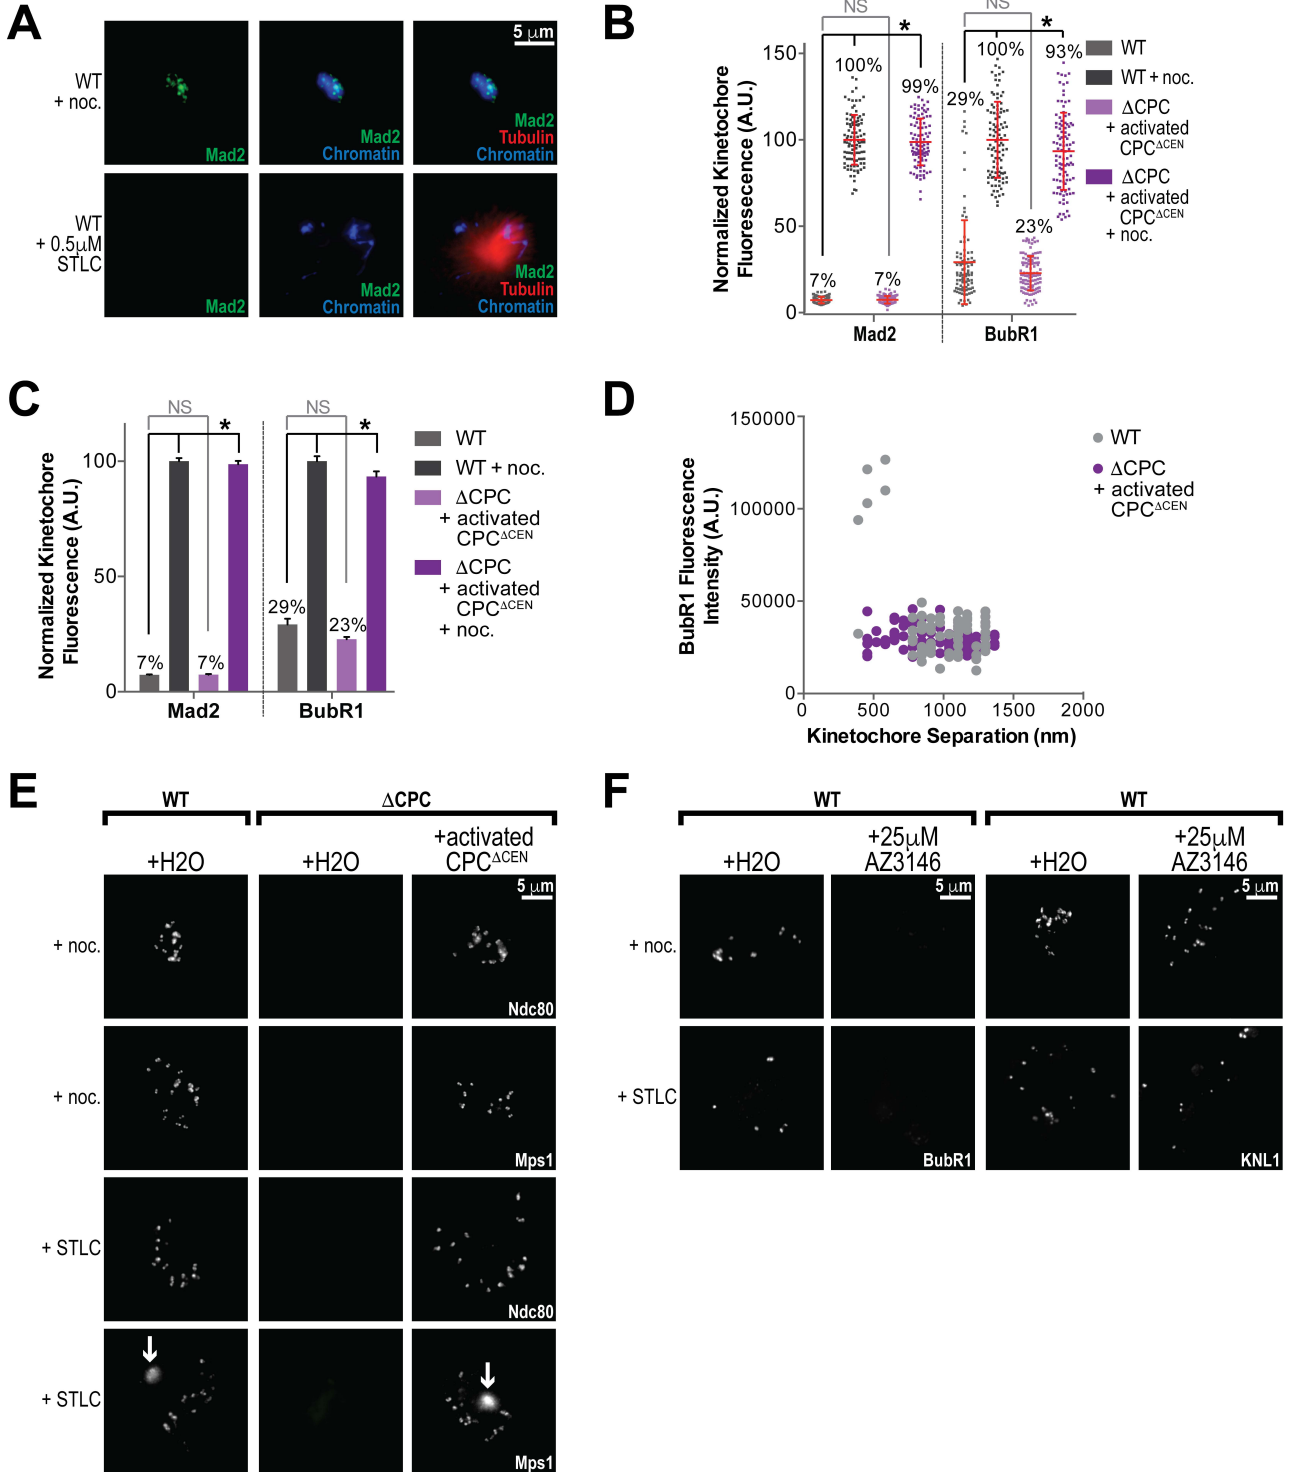 A
WT
+ noc.
5 µm
Mad2
Mad2
Chromatin
Mad2
Tubulin
Chromatin
WT
+ 0.5µM
STLC
Mad2
Mad2
Chromatin
Mad2
Tubulin
Chromatin
B
Normalized Kinetochore
Fluoresecence (A.U.)
150
100
50
0
NS
*
NS
*
100%
99%
29%
100%
93%
7%
7%
23%
Mad2
BubR1
WT
WT + noc.
ΔCPC
+ activated
CPCΔCEN
ΔCPC
+ activated
CPCΔCEN
+ noc.
C
Normalized Kinetochore
Fluorescence (A.U.)
100
50
0
NS
*
NS
*
7%
7%
29%
23%
Mad2
BubR1
WT
WT + noc.
ΔCPC
+ activated
CPCΔCEN
ΔCPC
+ activated
CPCΔCEN
+ noc.
D
BubR1 Fluorescence
Intensity (A.U.)
150000
100000
50000
0
0
500
1000
1500
2000
Kinetochore Separation (nm)
WT
ΔCPC
+ activated
CPCΔCEN
E
WT
ΔCPC
+H2O
+H2O
+activated
CPCΔCEN
5 µm
+ noc.
Ndc80
+ noc.
Mps1
+ STLC
Ndc80
+ STLC
Mps1
F
WT
WT
+H2O
+25µM
AZ3146
+H2O
+25µM
AZ3146
5 µm
5 µm
+ noc.
+ STLC
BubR1
KNL1